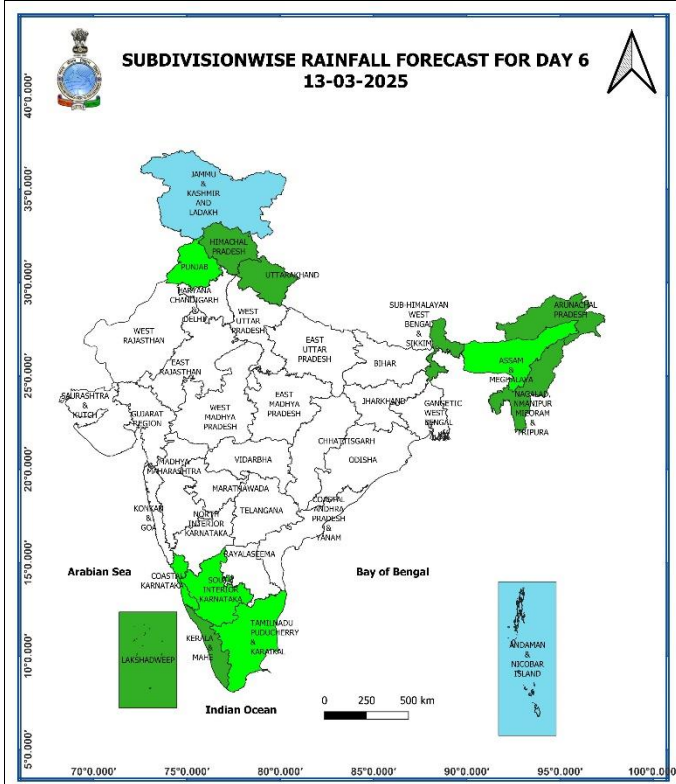 SUBDIVISIONWISE RAINFALL FORECAST FOR DAY 6
13-03-2025
40°0.000'
35°0.000'
30°0.000'
25°0.000'
20°0.000'
15°0.000'
10°0.000'
5°0.000'
JAMMU
&
KASHMIR
AND
LADAKH
HIMACHAL
PRADESH
PUNJAB
UTTARAKHAND
HARYANA
CHANDIGARH
&
DELHI
WEST
UTTAR
PRADESH
WEST
RAJASTHAN
EAST
RAJASTHAN
EAST
UTTAR
PRADESH
SUB-HIMALAYAN
WEST
BENGAL
&
SIKKIM
ARUNACHAL
PRADESH
ASSAM
&
MEGHALAYA
NAGALAD,
NMANIPUR
MIZORAM
&
TRIPURA
BIHAR
SAURASHTRA
&
KUTCH
GUJARAT
REGION
WEST
MADHYA
PRADESH
EAST
MADHYA
PRADESH
JHARKHAND
GANGETIC
WEST
BENGAL
CHHATTISGARH
ODISHA
MADHYA
MAHARSHTRA
VIDARBHA
MARATHAWADA
KONKAN
&
GOA
NORTH
INTERIOR
KARNATAKA
TELANGANA
COASTAL
ANDHRA
PRADESH
&
YANAM
RAYALASEEMA
Arabian Sea
Bay of Bengal
COASTAL
KARNATAKA
SOUTH
INTERIOR
KARNATAKA
TAMILNADU
PUDUCHERRY
&
KARAIKAL
KERALA
&
MAHE
LAKSHADWEEP
ANDAMAN
&
NICOBAR
ISLAND
Indian Ocean
0 250 500 km
70°0.000' 75°0.000' 80°0.000' 85°0.000' 90°0.000' 95°0.000' 100°0.000'